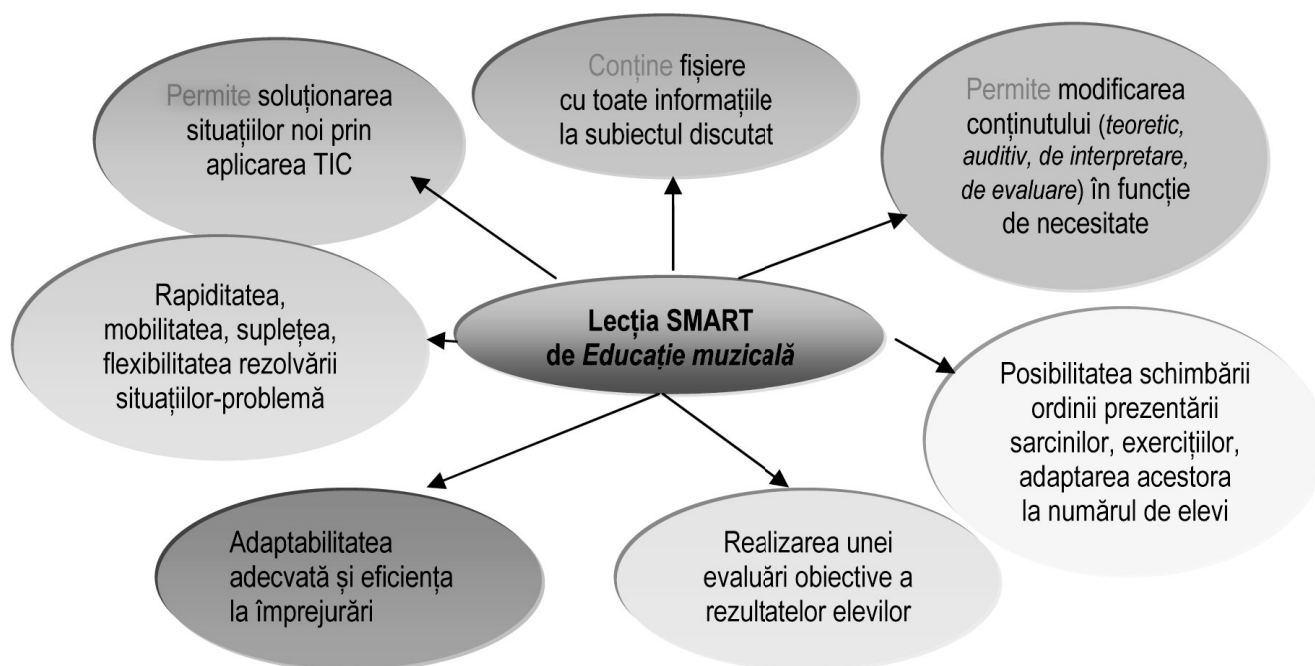 Permite soluționarea
situațiilor noi prin
aplicarea TIC
Conține fișiere
cu toate informațiile
la subiectul discutat
Permite modificarea
conținutului (teoretic,
auditiv, de interpretare,
de evaluare) în funcție
de necesitate
Rapiditatea,
mobilitatea, suplețea,
flexibilitatea rezolvării
situațiilor-problemă
Lecția SMART
de Educație muzicală
Posibilitatea schimbării
ordinii prezentării
sarcinilor, exercițiilor,
adaptarea acestora
la numărul de elevi
Adaptabilitatea
adecvată și eficiența
la împrejurări
Realizarea unei
evaluări obiective a
rezultatelor elevilor